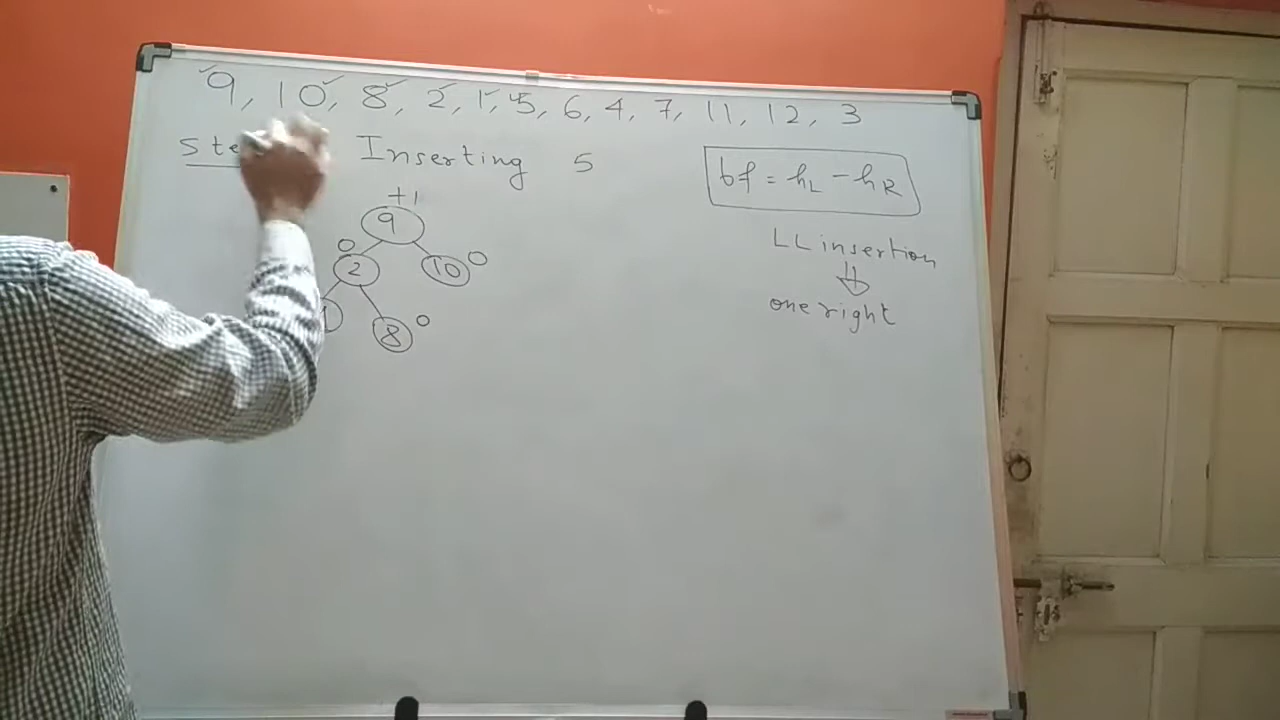 9, 10, 8, 2, 1, 5, 6, 4, 7, 11, 12, 3
Inserting 5
bf = hL - hR
+1
9
0
2
10 0
1
8 0
LL insertion
⇓
one right